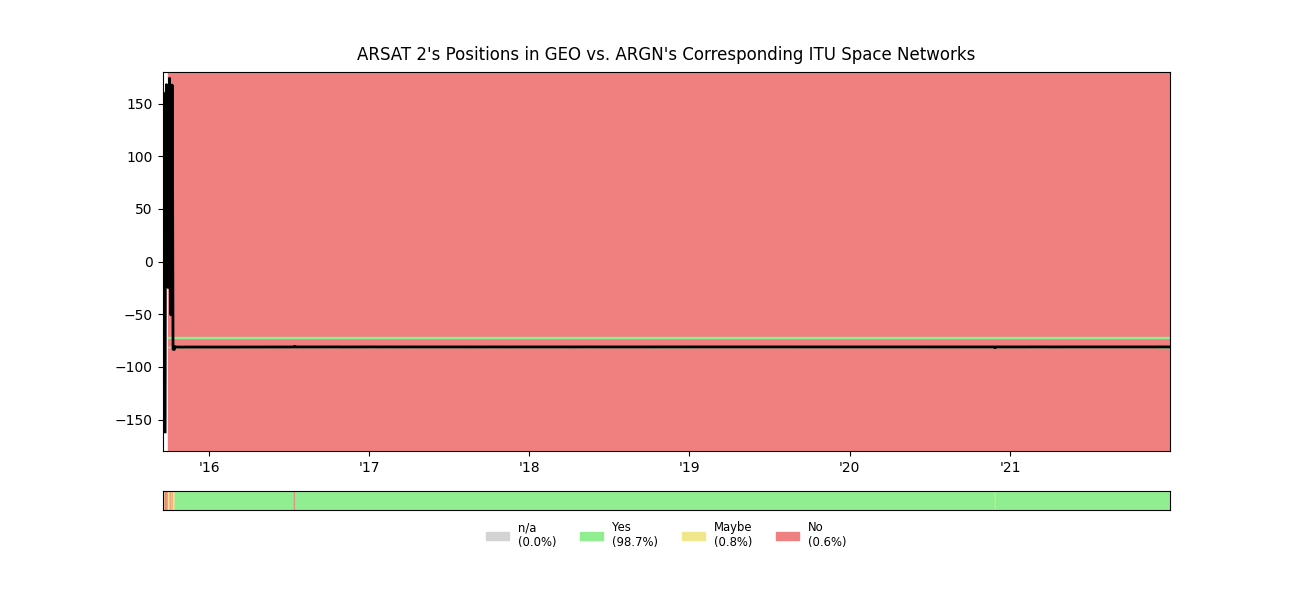 ARSAT 2's Positions in GEO vs. ARGN's Corresponding ITU Space Networks
150
100
50
0
−50
−100
−150
'16 '17 '18 '19 '20 '21
n/a Yes Maybe No
(0.0%) (98.7%) (0.8%) (0.6%)